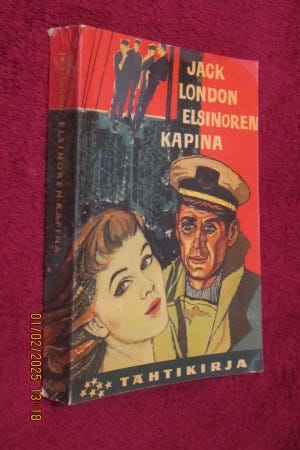 JACK
LONDON
ELSINOREN
KAPINA
ELSINOREN KAPINA
TÄHTIKIRJA
01/02/2025 13:18